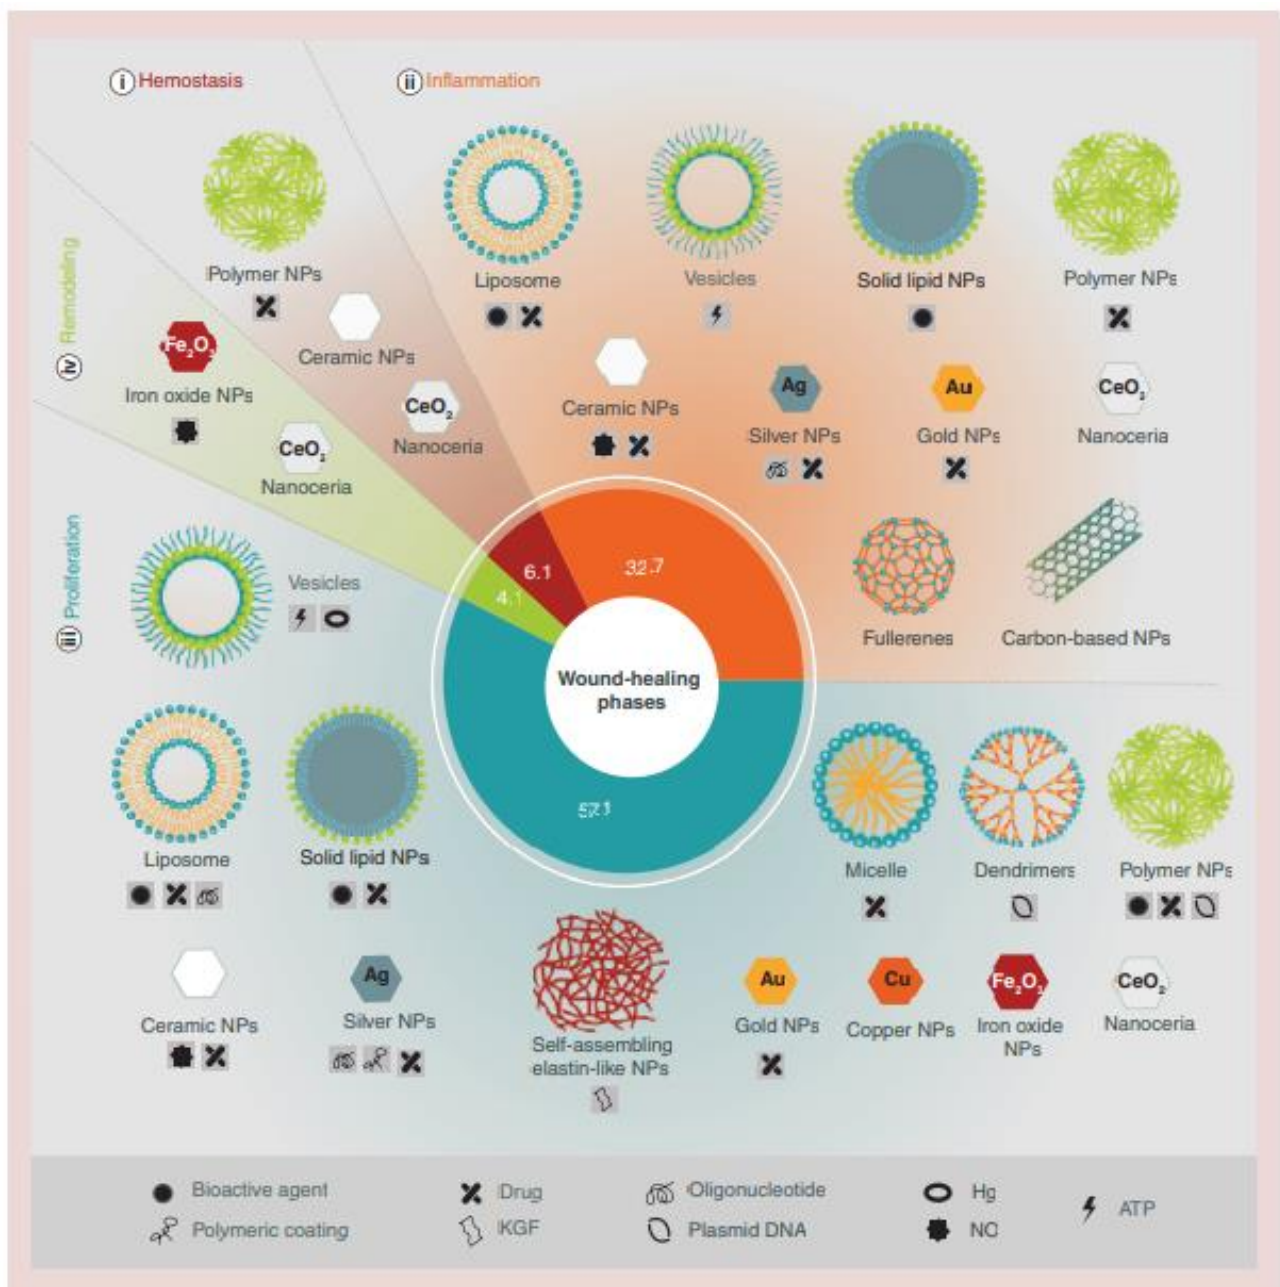 i Hemostasis
ii Inflammation
Polymer NPs
Liposome
Vesicles
Solid lipid NPs
Polymer NPs
iv Remodeling
Fe2O3
Iron oxide NPs
Ceramic NPs
CeO2
Nanoceria
CeO2
Nanoceria
Ceramic NPs
Ag
Silver NPs
Au
Gold NPs
CeO2
Nanoceria
Fullerenes
Carbon-based NPs
6.1
32.7
4.1
57.1
Wound-healing
phases
iii Proliferation
Vesicles
Liposome
Solid lipid NPs
Micelle
Dendrimers
Polymer NPs
Ceramic NPs
Ag
Silver NPs
Self-assembling
elastin-like NPs
Au
Gold NPs
Cu
Copper NPs
Fe2O3
Iron oxide
NPs
CeO2
Nanoceria
Bioactive agent
Drug
Oligonucleotide
Hg
ATP
Polymeric coating
KGF
Plasmid DNA
NO